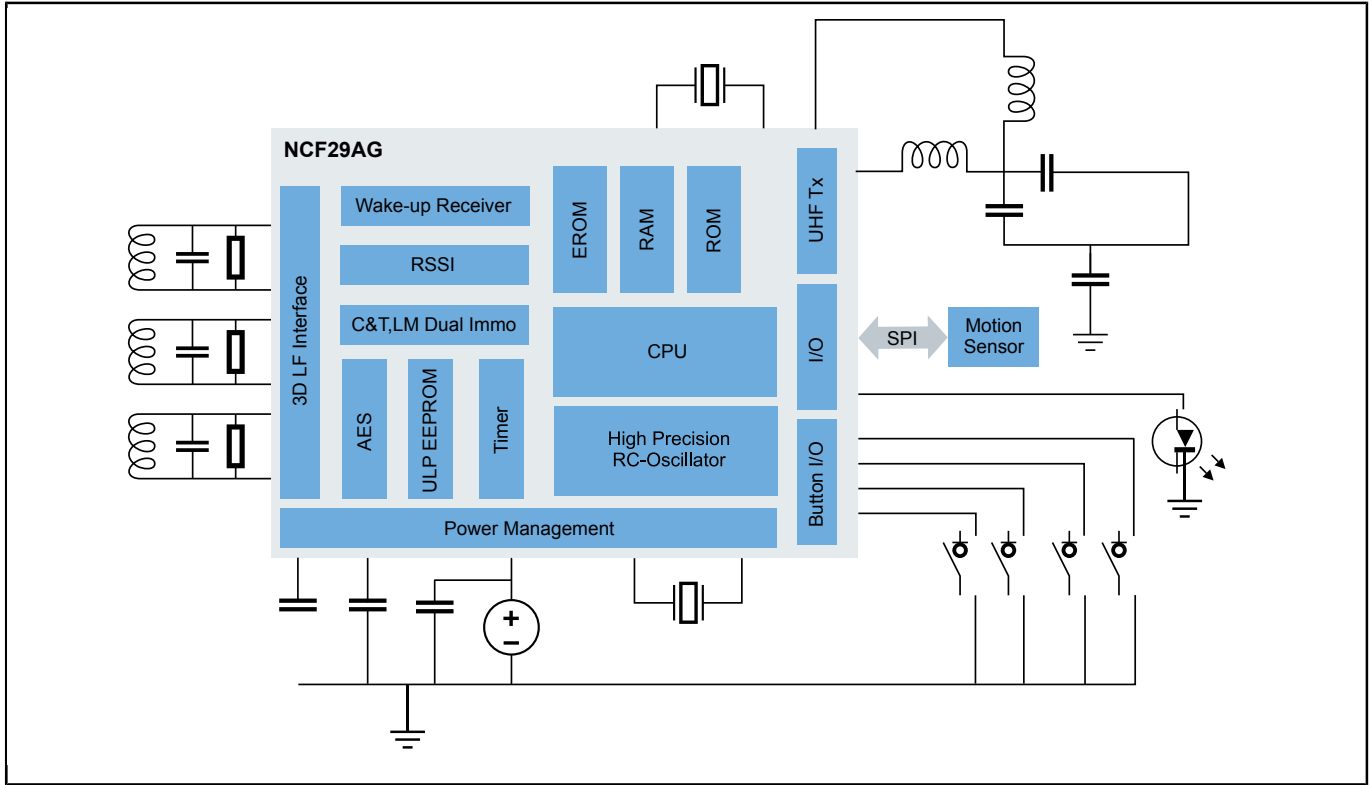 NCF29AG
3D LF Interface
Wake-up Receiver
RSSI
C&T,LM Dual Immo
AES
ULP EEPROM
Timer
EROM
RAM
ROM
CPU
High Precision
RC-Oscillator
Power Management
UHF Tx
I/O
Button I/O
SPI
Motion
Sensor
+
−